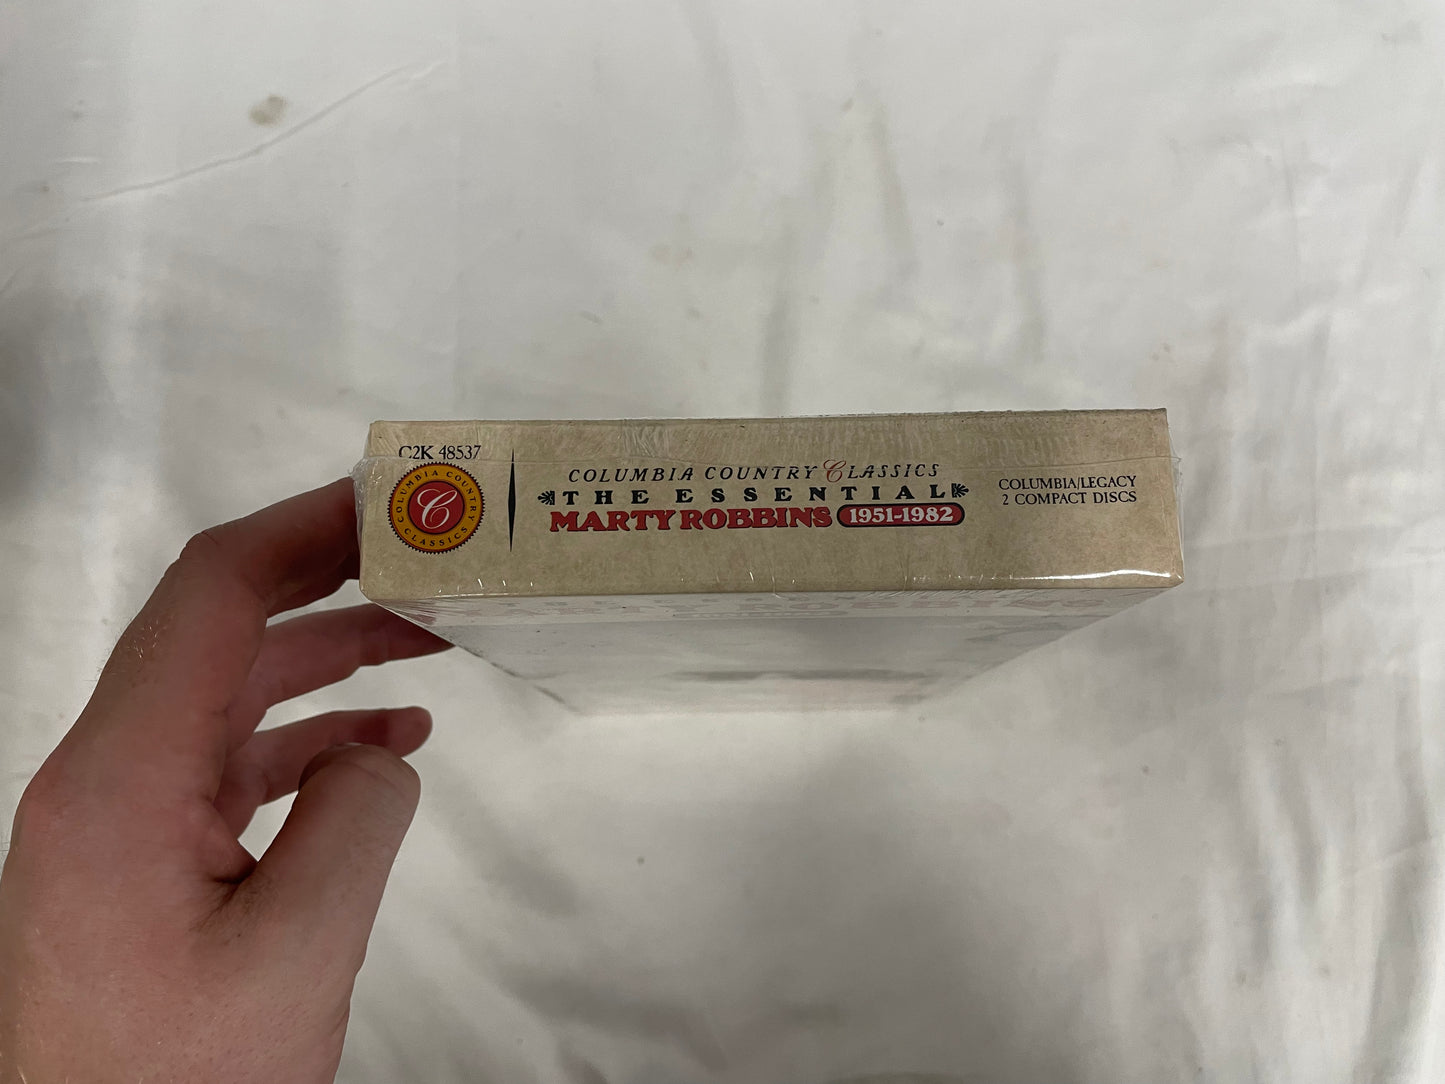 C2K 48537
COLUMBIA COUNTRY
C
CLASSICS
COLUMBIA COUNTRY CLASSICS
THE ESSENTIAL
MARTY ROBBINS 1951-1982
COLUMBIA/LEGACY
2 COMPACT DISCS